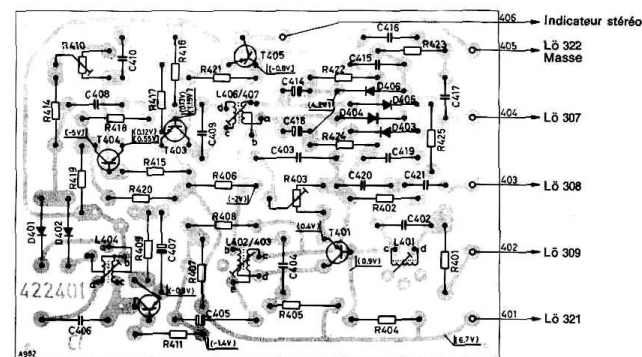 406 Indicateur stéréo
R410
C410
R416
T405
(-0.8V)
C416
R423
405 Lö 322
Masse
R421
R422
C415
C414
D406
R414
C408
R417
L406/407
D405
C417
R418
C418
D404
404 Lö 307
(-5V)
T404
T403
C409
D403
R424
R425
R415
C403
C419
R419
R420
R406
(-2V)
R403
C420
C421
403 Lö 308
R402
D401
D402
R408
T401
C402
L404
R409
C407
L402/403
L401
402 Lö 309
R407
C404
(0.9V)
R401
422401
C406
C405
R405
R404
401 Lö 321
R411
(-1.4V)
(6.7V)
A982